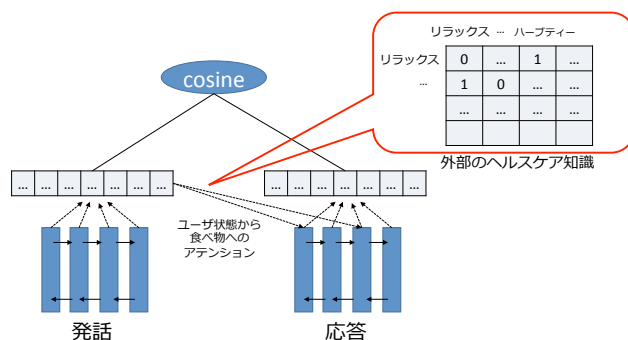 リラックス … ハーブティー
リラックス 0 … 1 …
… 1 0 … …
… … … …
外部のヘルスケア知識
cosine
… … … … … … …
… … … … … … …
ユーザ状態から
食べ物への
アテンション
発話
応答